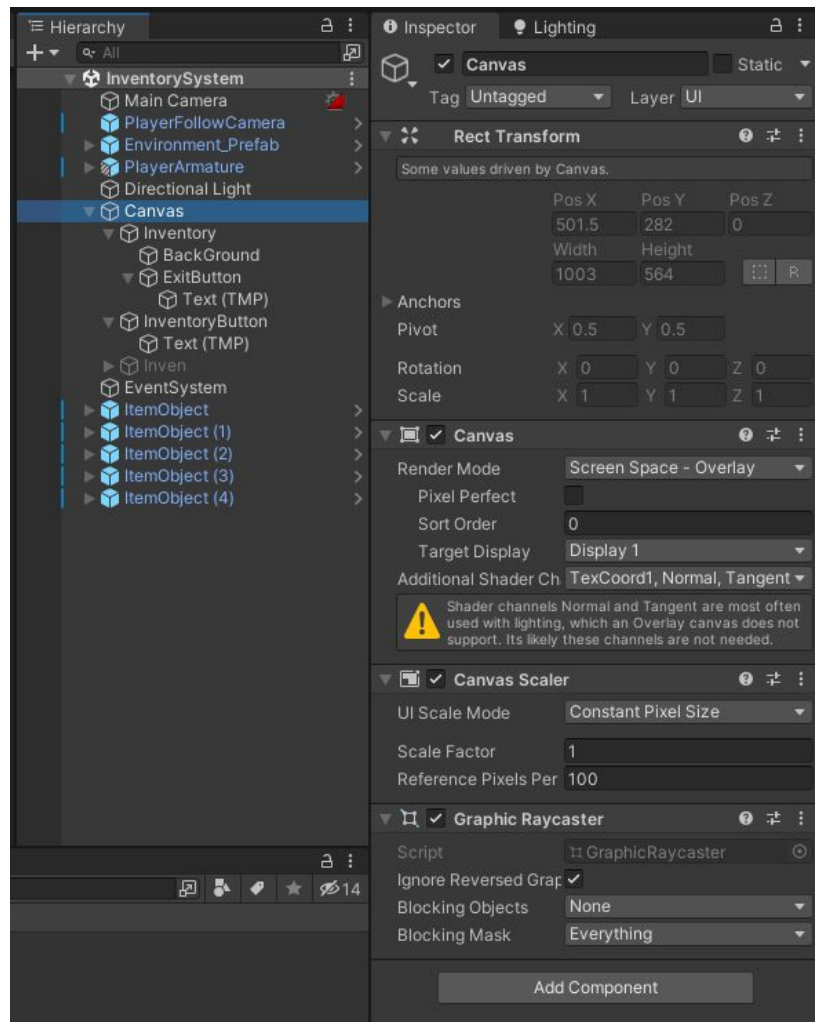 Hierarchy
All
InventorySystem
Main Camera
PlayerFollowCamera
Environment_Prefab
PlayerArmature
Directional Light
Canvas
Inventory
BackGround
ExitButton
Text (TMP)
InventoryButton
Text (TMP)
Inven
EventSystem
ItemObject
ItemObject (1)
ItemObject (2)
ItemObject (3)
ItemObject (4)
14
Inspector Lighting
Canvas Static
Tag Untagged Layer UI
Rect Transform
Some values driven by Canvas.
Pos X Pos Y Pos Z
501.5 282 0
Width Height
1003 564
R
Anchors
Pivot X 0.5 Y 0.5
Rotation X 0 Y 0 Z 0
Scale X 1 Y 1 Z 1
Canvas
Render Mode Screen Space - Overlay
Pixel Perfect
Sort Order 0
Target Display Display 1
Additional Shader Ch TexCoord1, Normal, Tangent
Shader channels Normal and Tangent are most often
used with lighting, which an Overlay canvas does not
support. Its likely these channels are not needed.
Canvas Scaler
UI Scale Mode Constant Pixel Size
Scale Factor 1
Reference Pixels Per 100
Graphic Raycaster
Script GraphicRaycaster
Ignore Reversed Grap
Blocking Objects None
Blocking Mask Everything
Add Component